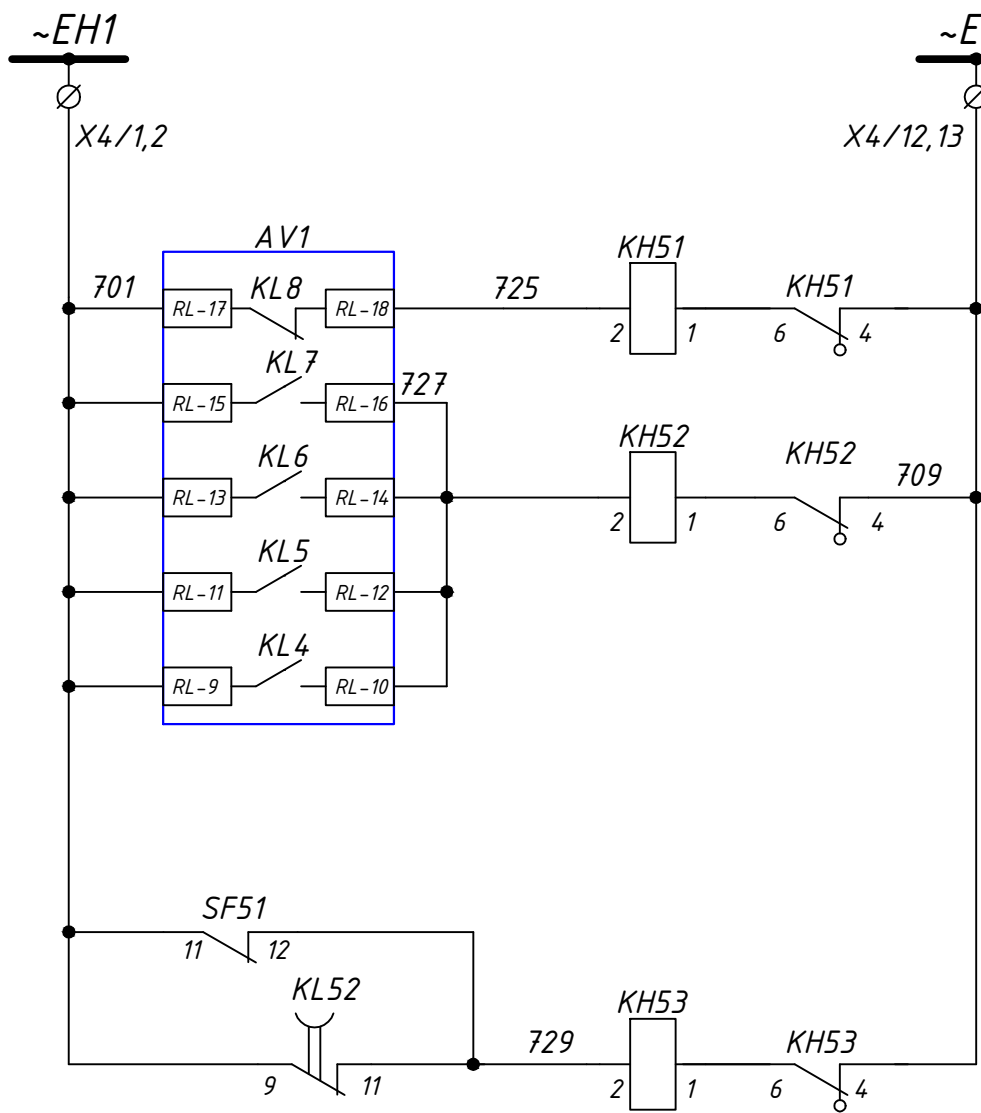 ~EH1
~E
X4/1,2
X4/12,13
AV1
701
RL-17
KL8
RL-18
725
KH51
2
1
KH51
6
4
RL-15
KL7
RL-16
727
RL-13
KL6
RL-14
KH52
2
1
KH52
6
4
709
RL-11
KL5
RL-12
RL-9
KL4
RL-10
SF51
11
12
KL52
9
11
729
KH53
2
1
KH53
6
4